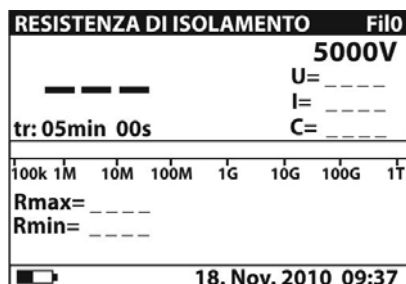 RESISTENZA DI ISOLAMENTO Fil0
5000V
U= _ _ _ _
_ _ _
I= _ _ _ _
tr: 05min 00s C= _ _ _ _
100k 1M 10M 100M 1G 10G 100G 1T
Rmax= _ _ _ _
Rmin= _ _ _ _
18. Nov. 2010 09:37